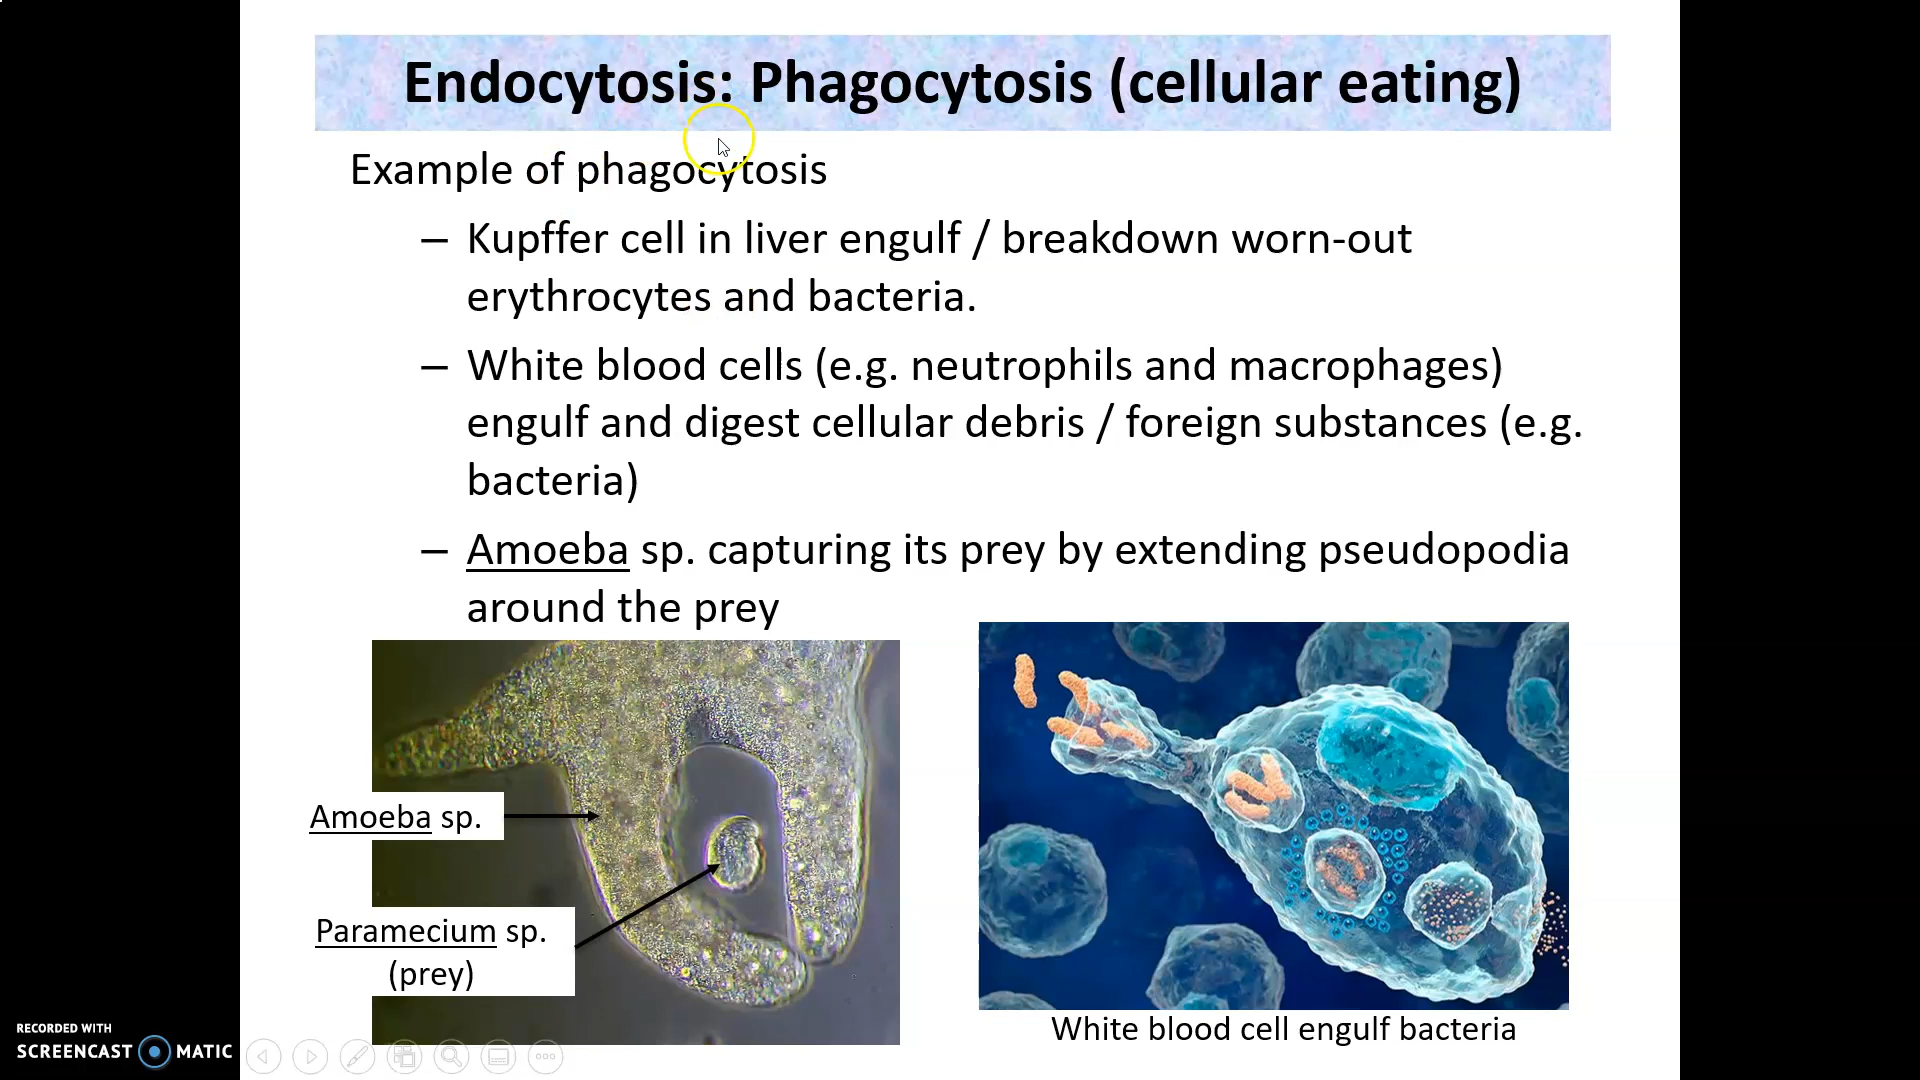 Endocytosis: Phagocytosis (cellular eating)
Example of phagocytosis
– Kupffer cell in liver engulf / breakdown worn-out
erythrocytes and bacteria.
– White blood cells (e.g. neutrophils and macrophages)
engulf and digest cellular debris / foreign substances (e.g.
bacteria)
– Amoeba sp. capturing its prey by extending pseudopodia
around the prey
Amoeba sp.
Paramecium sp.
(prey)
White blood cell engulf bacteria
RECORDED WITH
SCREENCAST MATIC